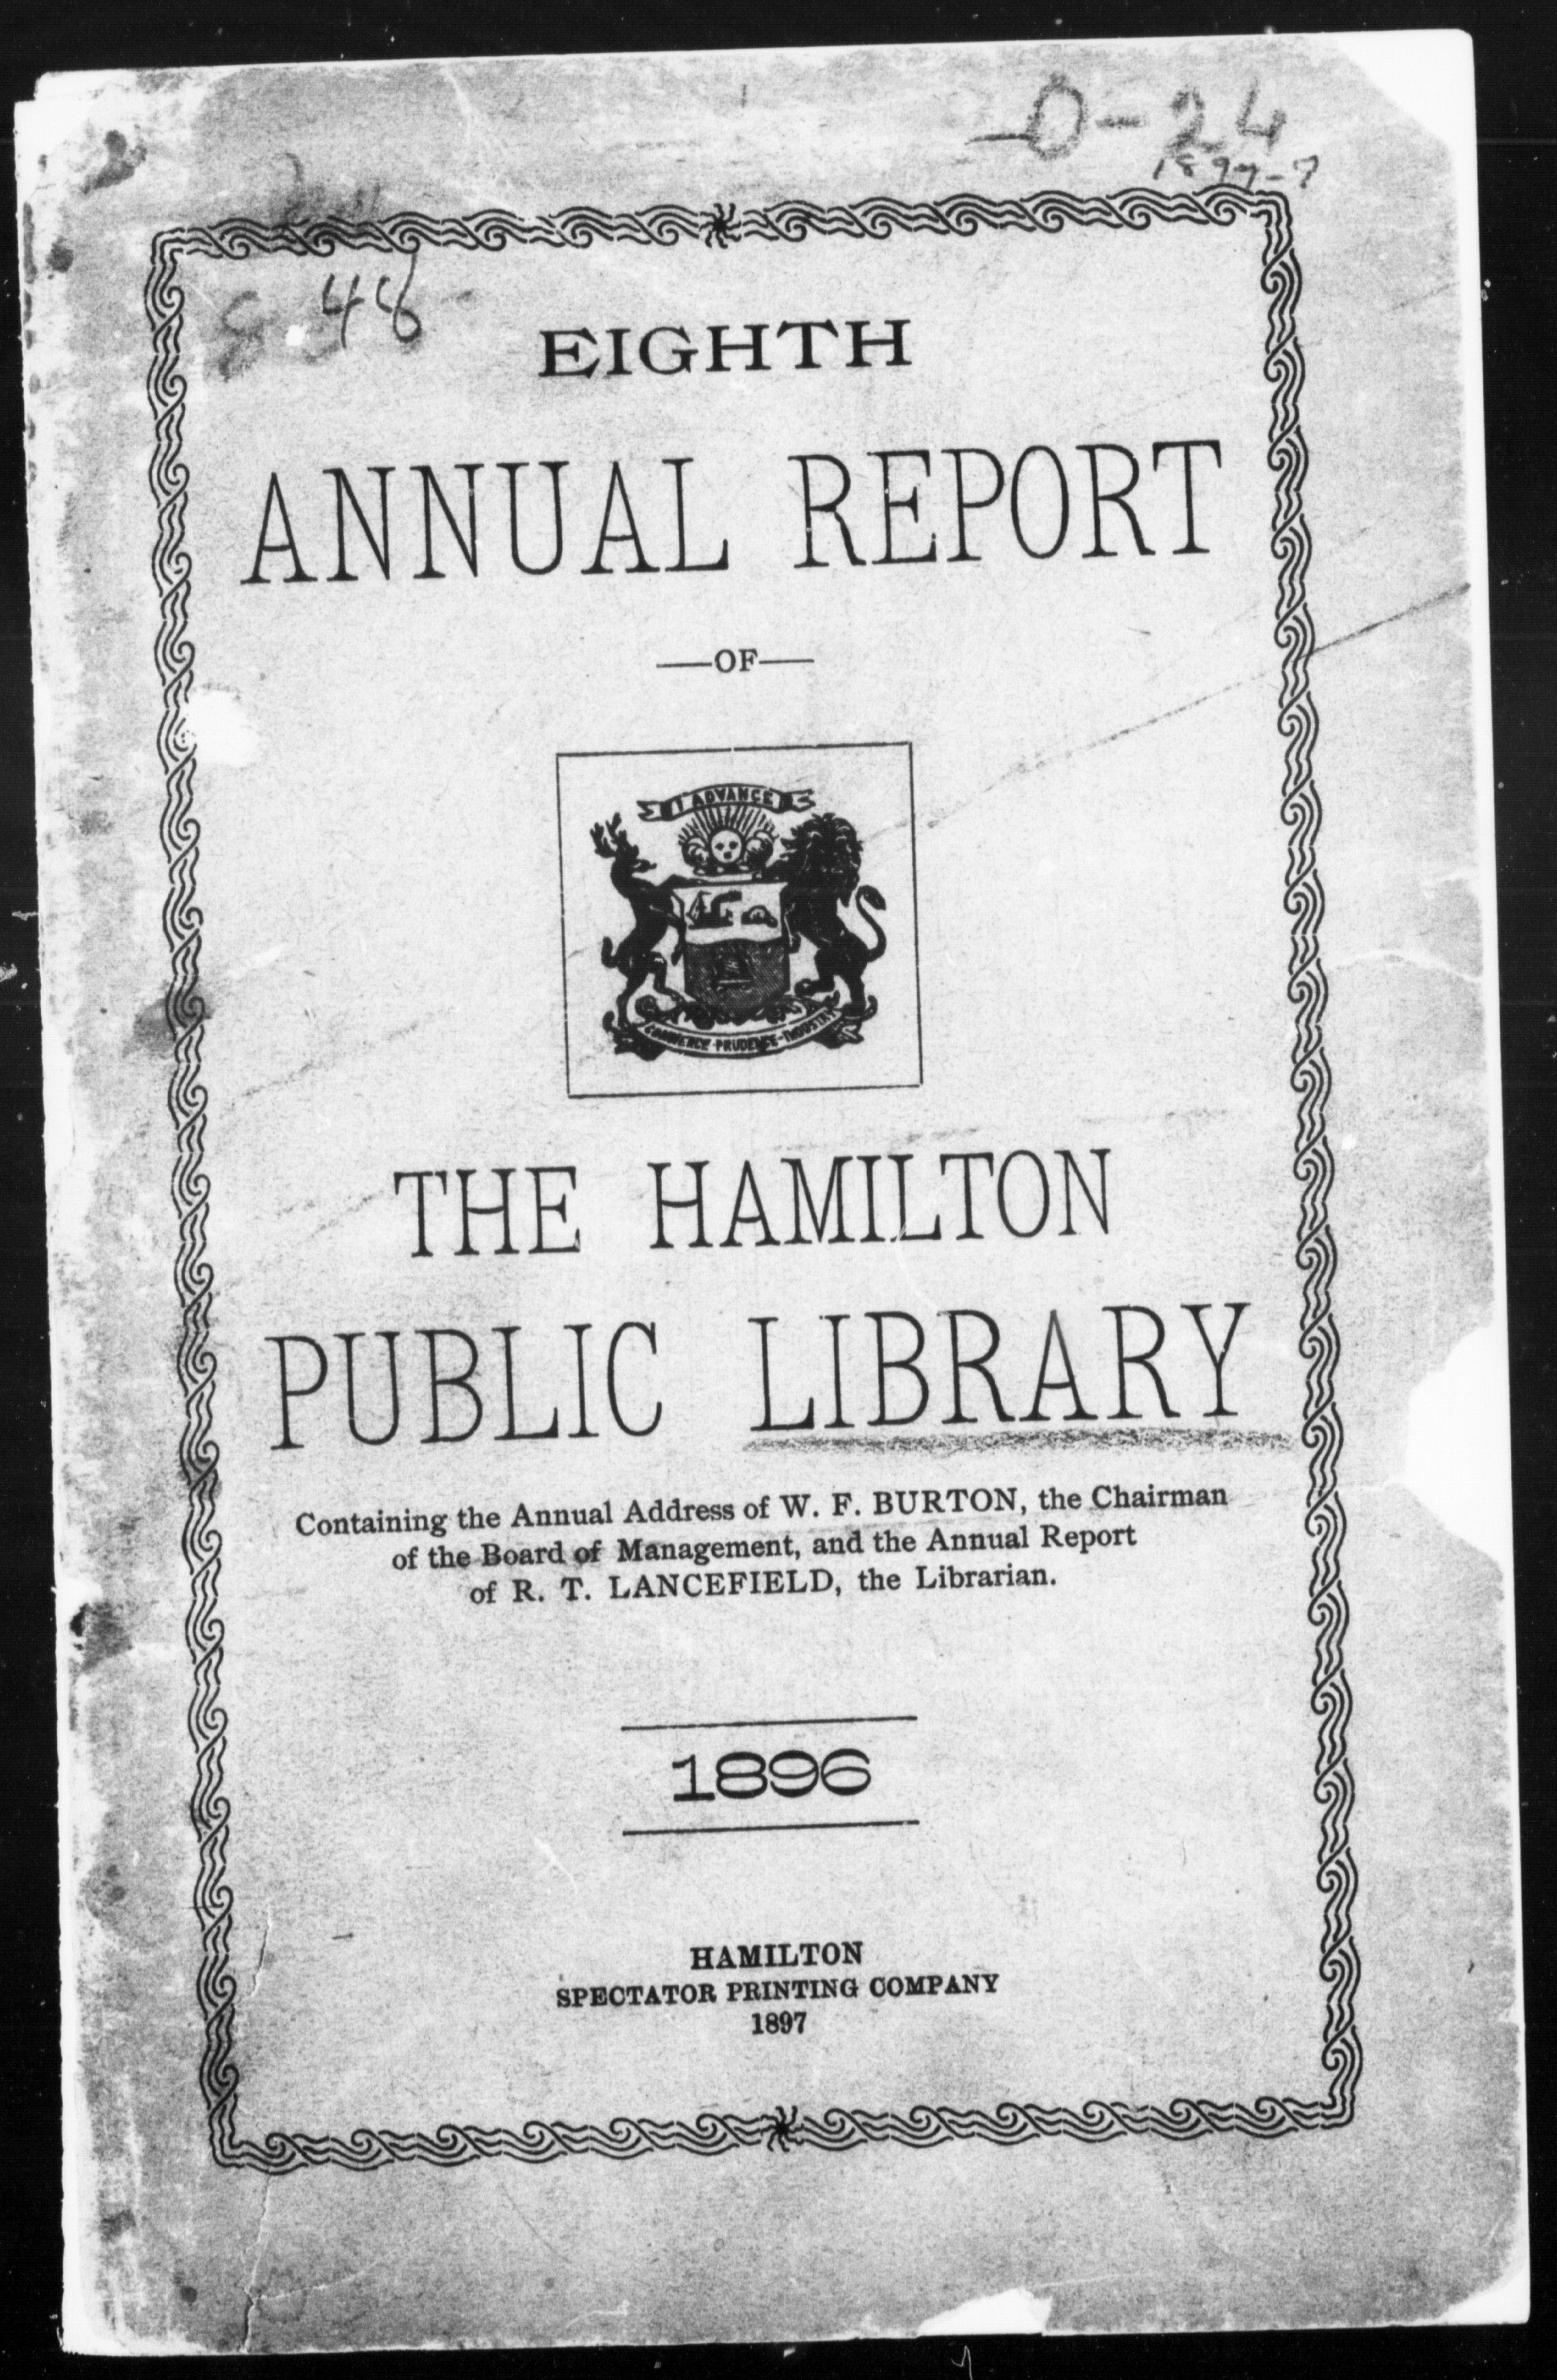 O-24
1897-7
48
EIGHTH
ANNUAL REPORT
—OF—
I ADVANCE
COMMERCE-PRUDENCE-INDUSTRY
THE HAMILTON
PUBLIC LIBRARY
Containing the Annual Address of W. F. BURTON, the Chairman
of the Board of Management, and the Annual Report
of R. T. LANCEFIELD, the Librarian.
1896
HAMILTON
SPECTATOR PRINTING COMPANY
1897